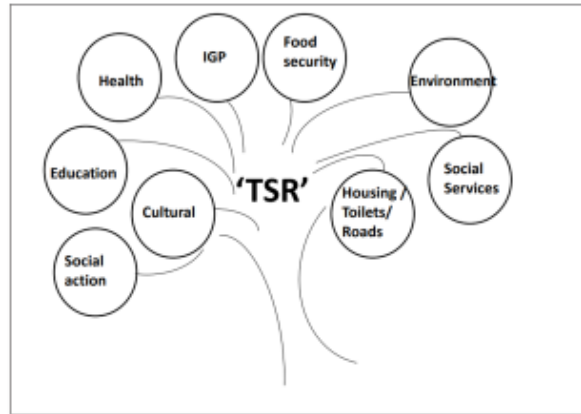 Food
security
IGP
Health
Environment
Education
'TSR'
Social
Services
Cultural
Housing /
Toilets/
Roads
Social
action